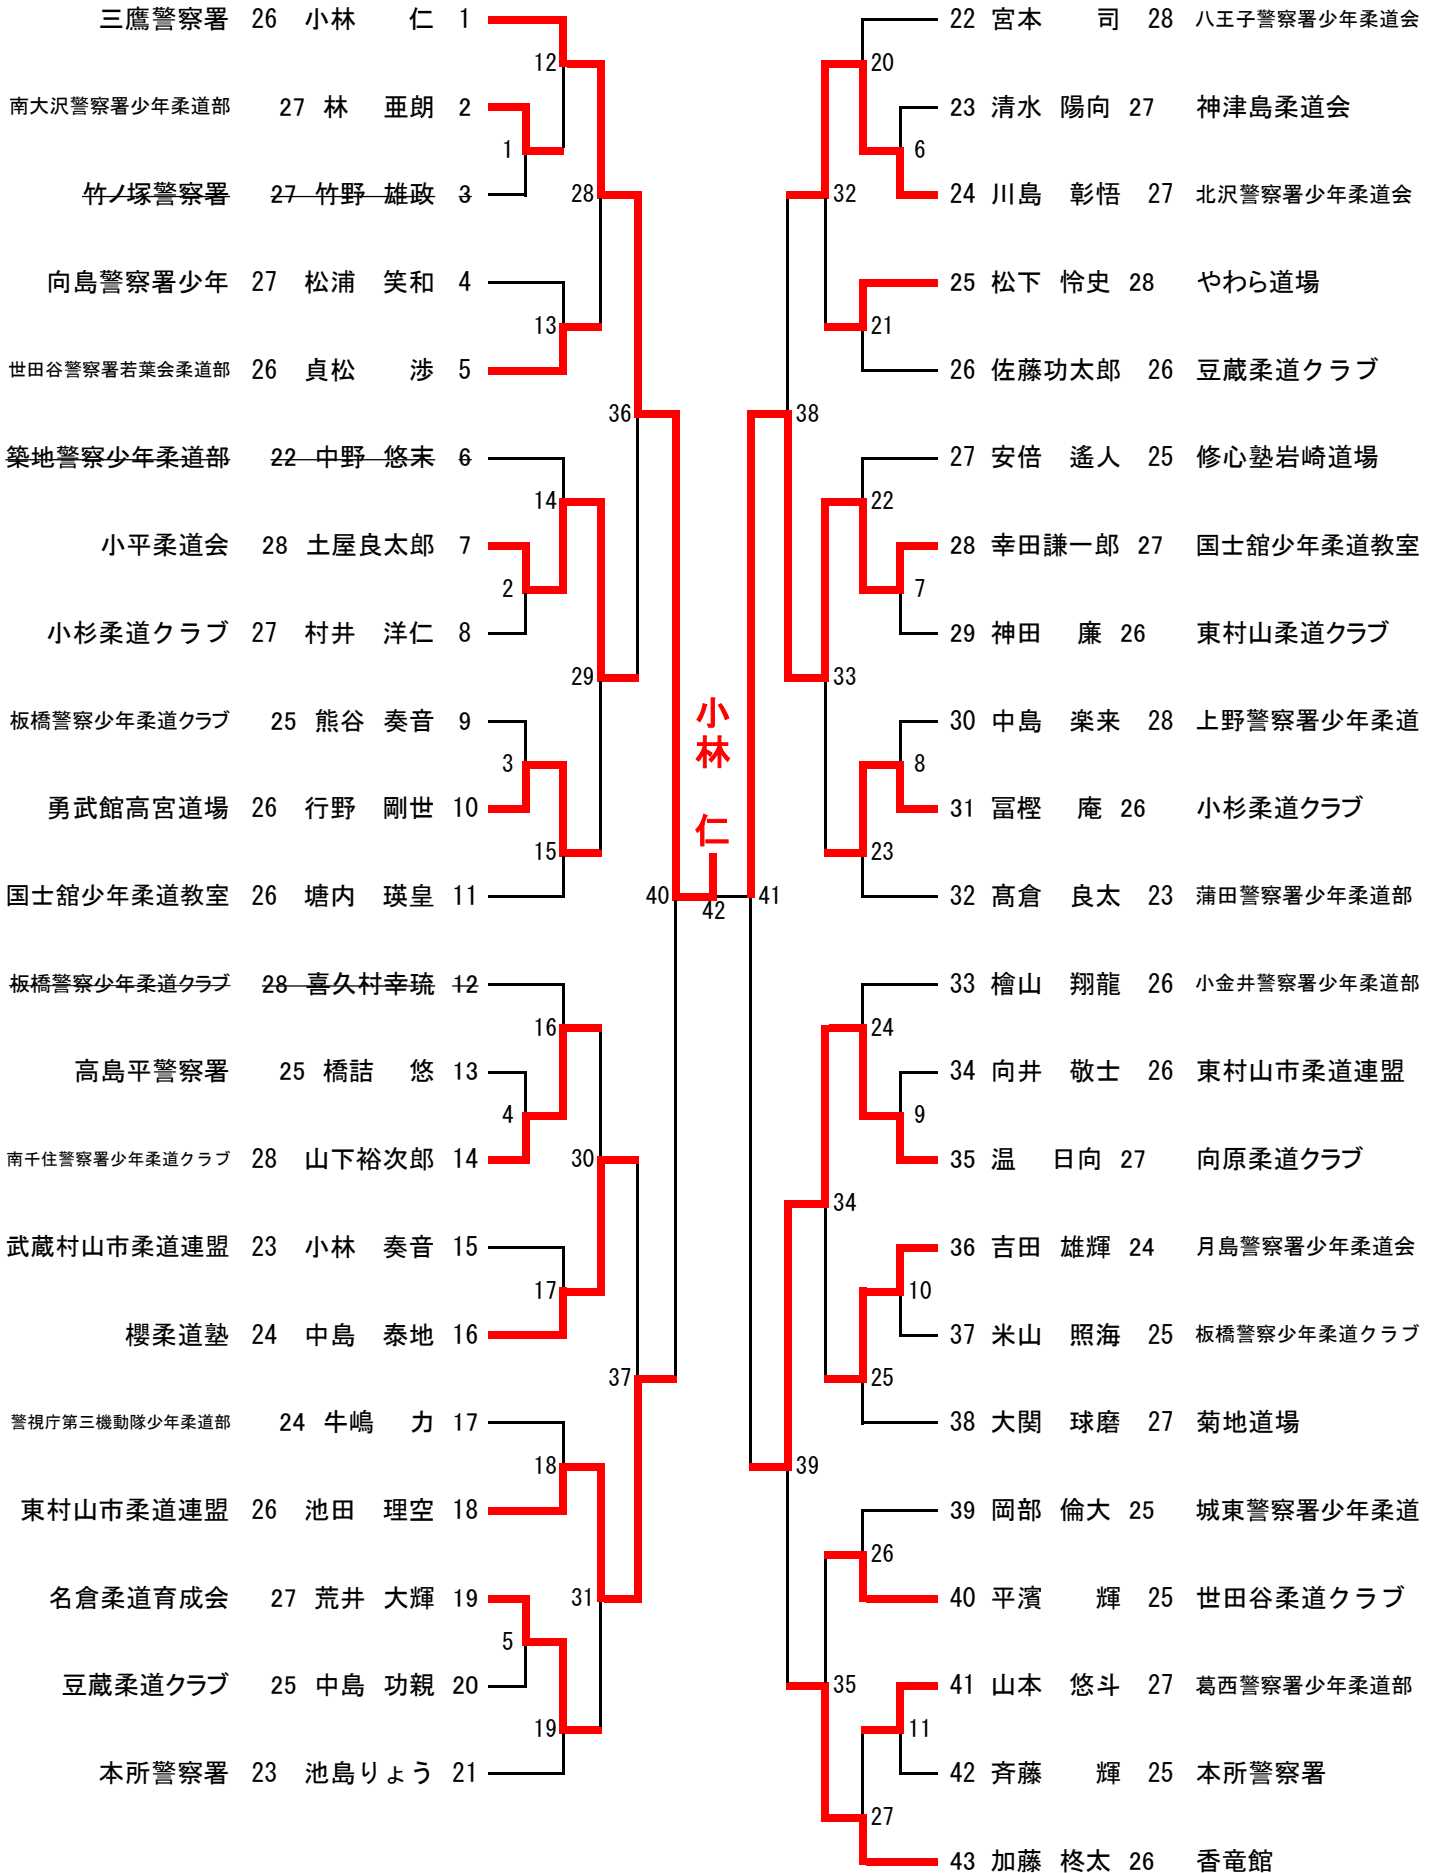 三鷹警察署 26 小林 仁 1
12
南大沢警察署少年柔道部 27 林 亜朗 2
1
竹ノ塚警察署 27 竹野 雄政 3
28
向島警察署少年 27 松浦 笑和 4
13
世田谷警察署若葉会柔道部 26 貞松 渉 5
36
築地警察少年柔道部 22 中野 悠末 6
14
小平柔道会 28 土屋良太郎 7
2
小杉柔道クラブ 27 村井 洋仁 8
29
板橋警察少年柔道クラブ 25 熊谷 奏音 9
3
勇武館高宮道場 26 行野 剛世 10
15
国士舘少年柔道教室 26 塘内 瑛皇 11
40
板橋警察少年柔道クラブ 28 喜久村幸琉 12
16
高島平警察署 25 橋詰 悠 13
4
南千住警察署少年柔道クラブ 28 山下裕次郎 14
30
武蔵村山市柔道連盟 23 小林 奏音 15
17
櫻柔道塾 24 中島 泰地 16
37
警視庁第三機動隊少年柔道部 24 牛嶋 力 17
18
東村山市柔道連盟 26 池田 理空 18
名倉柔道育成会 27 荒井 大輝 19
31
5
豆蔵柔道クラブ 25 中島 功親 20
19
本所警察署 23 池島りょう 21
小林 仁
42
22 宮本 司 28 八王子警察署少年柔道会
20
23 清水 陽向 27 神津島柔道会
6
24 川島 彰悟 27 北沢警察署少年柔道会
32
25 松下 怜史 28 やわら道場
21
26 佐藤功太郎 26 豆蔵柔道クラブ
38
27 安倍 遙人 25 修心塾岩崎道場
22
28 幸田謙一郎 27 国士舘少年柔道教室
7
29 神田 廉 26 東村山柔道クラブ
33
30 中島 楽来 28 上野警察署少年柔道
8
31 冨樫 庵 26 小杉柔道クラブ
23
32 髙倉 良太 23 蒲田警察署少年柔道部
41
33 檜山 翔龍 26 小金井警察署少年柔道部
24
34 向井 敬士 26 東村山市柔道連盟
9
35 温 日向 27 向原柔道クラブ
34
36 吉田 雄輝 24 月島警察署少年柔道会
10
37 米山 照海 25 板橋警察少年柔道クラブ
25
38 大関 球磨 27 菊地道場
39
39 岡部 倫大 25 城東警察署少年柔道
26
40 平濱 輝 25 世田谷柔道クラブ
35
41 山本 悠斗 27 葛西警察署少年柔道部
11
42 斉藤 輝 25 本所警察署
27
43 加藤 柊太 26 香竜館